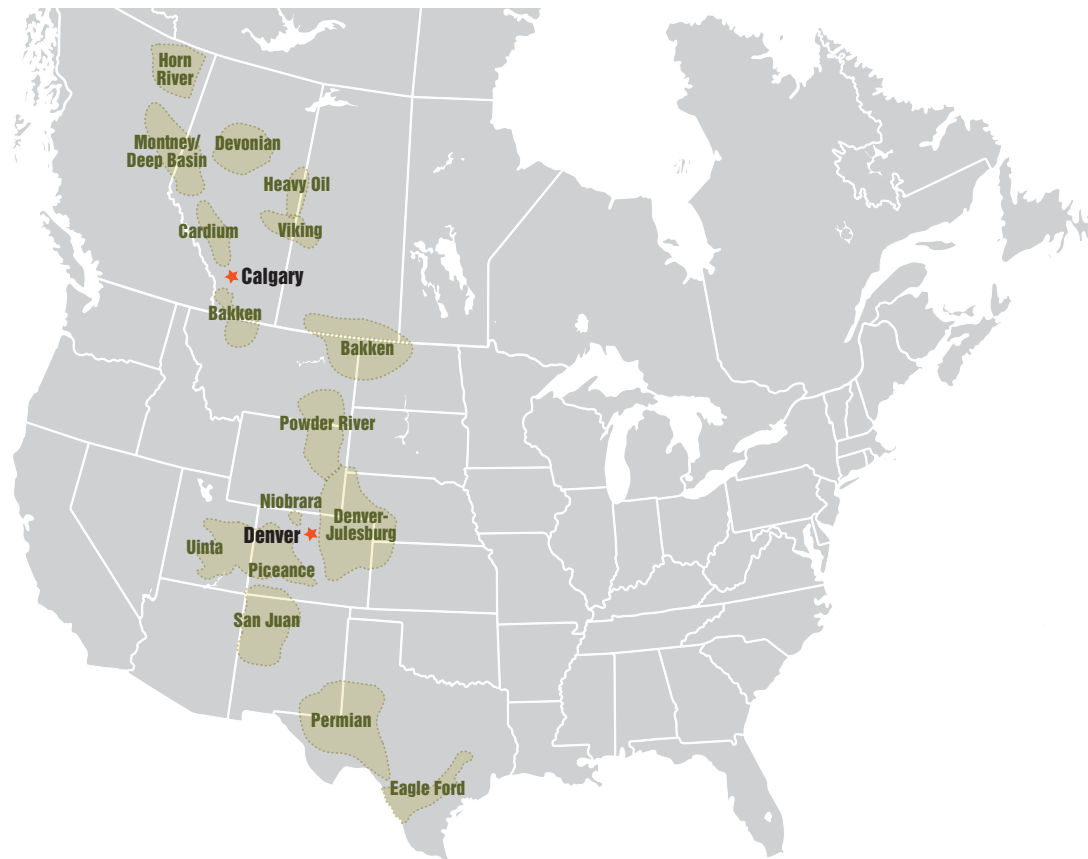 Horn
River
Montney/
Deep Basin
Devonian
Heavy Oil
Cardium
Viking
Calgary
Bakken
Bakken
Powder River
Niobrara
Denver-
Julesburg
Denver
Uinta
Piceance
San Juan
Permian
Eagle Ford